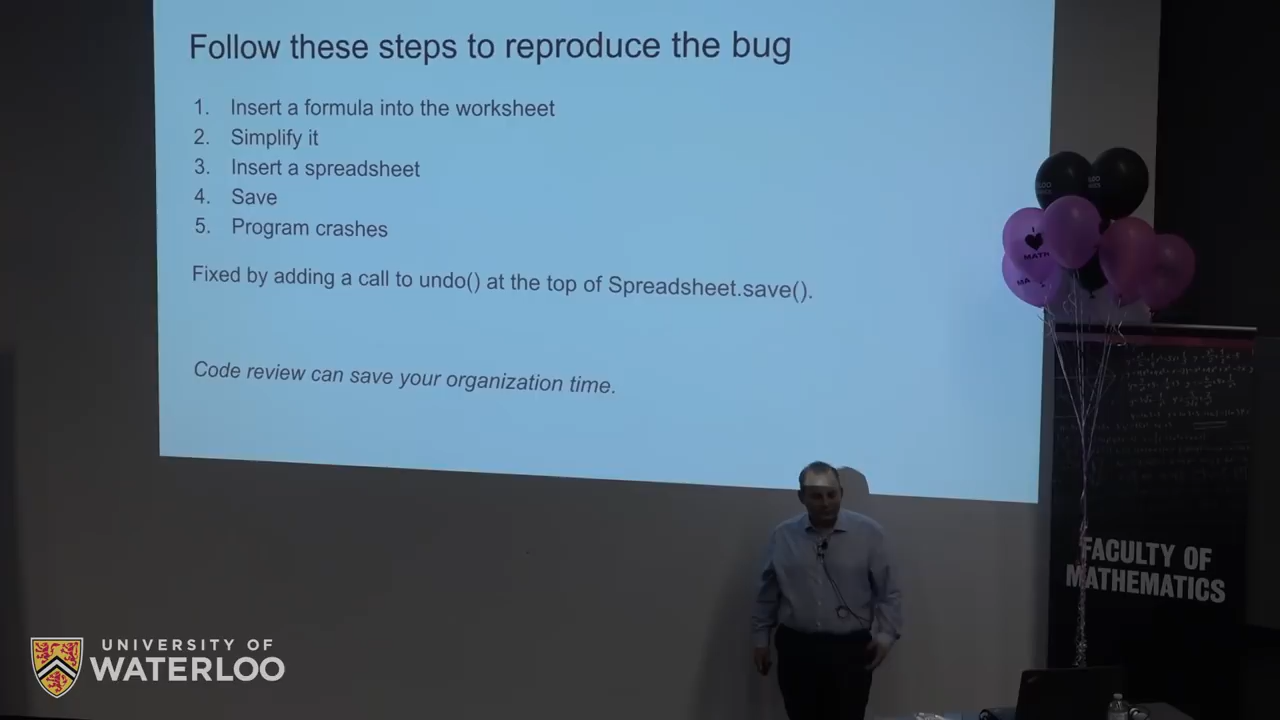 Follow these steps to reproduce the bug
1. Insert a formula into the worksheet
2. Simplify it
3. Insert a spreadsheet
4. Save
5. Program crashes
Fixed by adding a call to undo() at the top of Spreadsheet.save().
Code review can save your organization time.
I
MATH
MA
FACULTY OF
MATHEMATICS
UNIVERSITY OF
WATERLOO